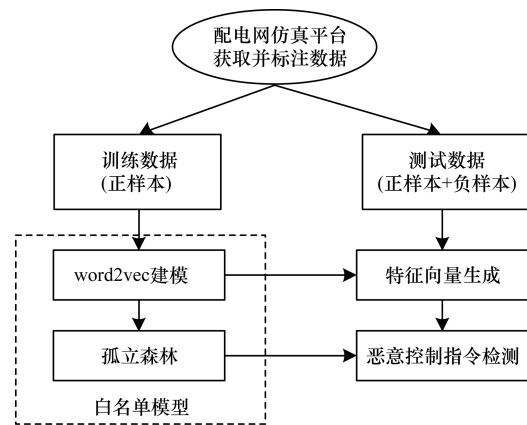 配电网仿真平台
获取并标注数据
训练数据
(正样本)
测试数据
(正样本+负样本)
word2vec建模
特征向量生成
孤立森林
恶意控制指令检测
白名单模型